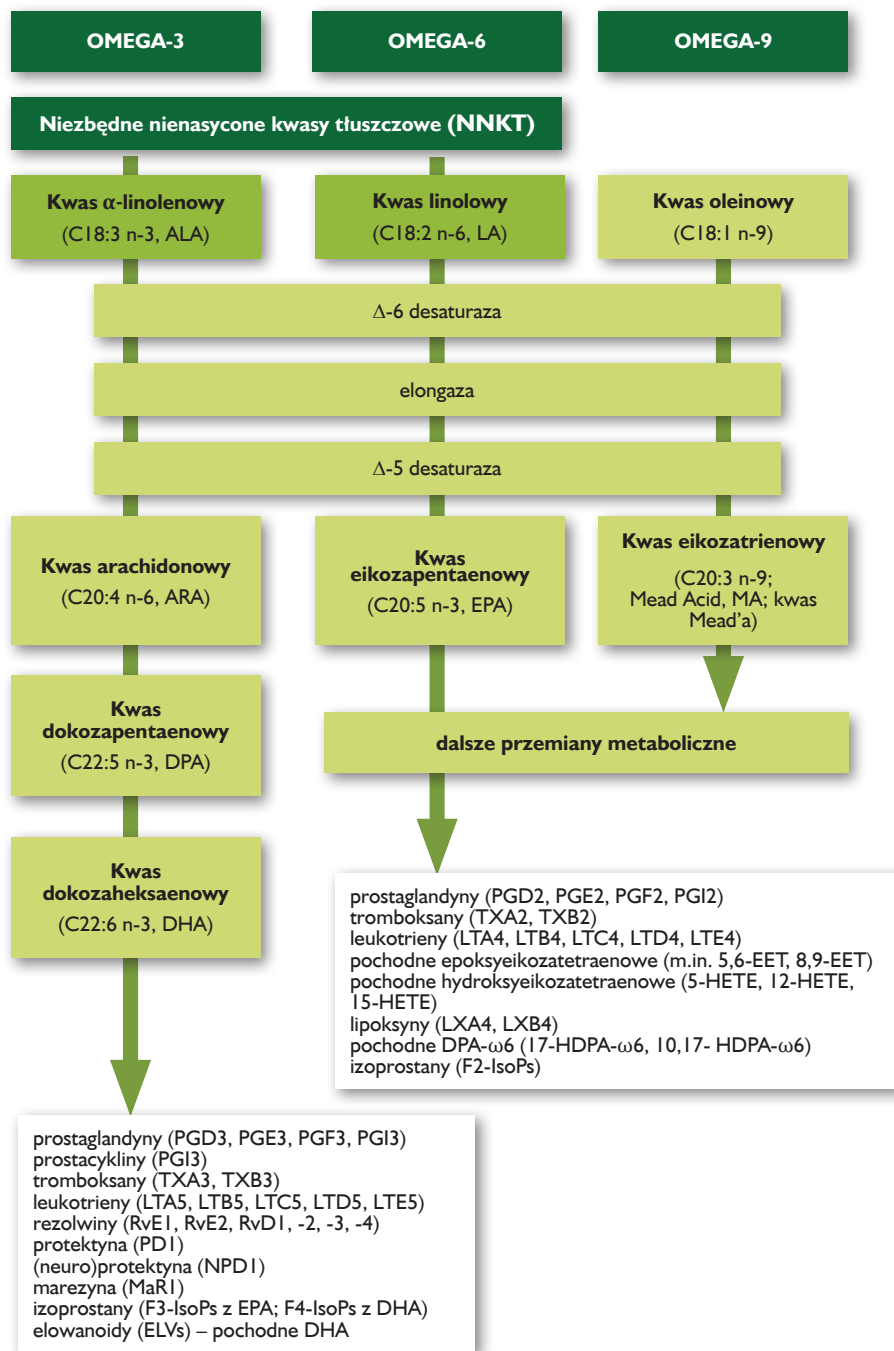 OMEGA-3
OMEGA-6
OMEGA-9
Niezbędne nienasycone kwasy tłuszczowe (NNKT)
Kwas α-linolenowy
(C18:3 n-3, ALA)
Kwas linolowy
(C18:2 n-6, LA)
Kwas oleinowy
(C18:1 n-9)
Δ-6 desaturaza
elongaza
Δ-5 desaturaza
Kwas arachidonowy
(C20:4 n-6, ARA)
Kwas
eikozapentaenowy
(C20:5 n-3, EPA)
Kwas eikozatrienowy
(C20:3 n-9;
Mead Acid, MA; kwas
Mead’a)
Kwas
dokozapentaenowy
(C22:5 n-3, DPA)
dalsze przemiany metaboliczne
Kwas
dokozaheksaenowy
(C22:6 n-3, DHA)
prostaglandyny (PGD2, PGE2, PGF2, PGI2)
tromboksany (TXA2, TXB2)
leukotrieny (LTA4, LTB4, LTC4, LTD4, LTE4)
pochodne epoksyeikozatetraenowe (m.in. 5,6-EET, 8,9-EET)
pochodne hydroksyeikozatetraenowe (5-HETE, 12-HETE,
15-HETE)
lipoksyny (LXA4, LXB4)
pochodne DPA-ω6 (17-HDPA-ω6, 10,17- HDPA-ω6)
izoprostany (F2-IsoPs)
prostaglandyny (PGD3, PGE3, PGF3, PGI3)
prostacykliny (PGI3)
tromboksany (TXA3, TXB3)
leukotrieny (LTA5, LTB5, LTC5, LTD5, LTE5)
rezolwiny (RvE1, RvE2, RvD1, -2, -3, -4)
protektyna (PD1)
(neuro)protektyna (NPD1)
marezyna (MaR1)
izoprostany (F3-IsoPs z EPA; F4-IsoPs z DHA)
elowanoidy (ELVs) – pochodne DHA